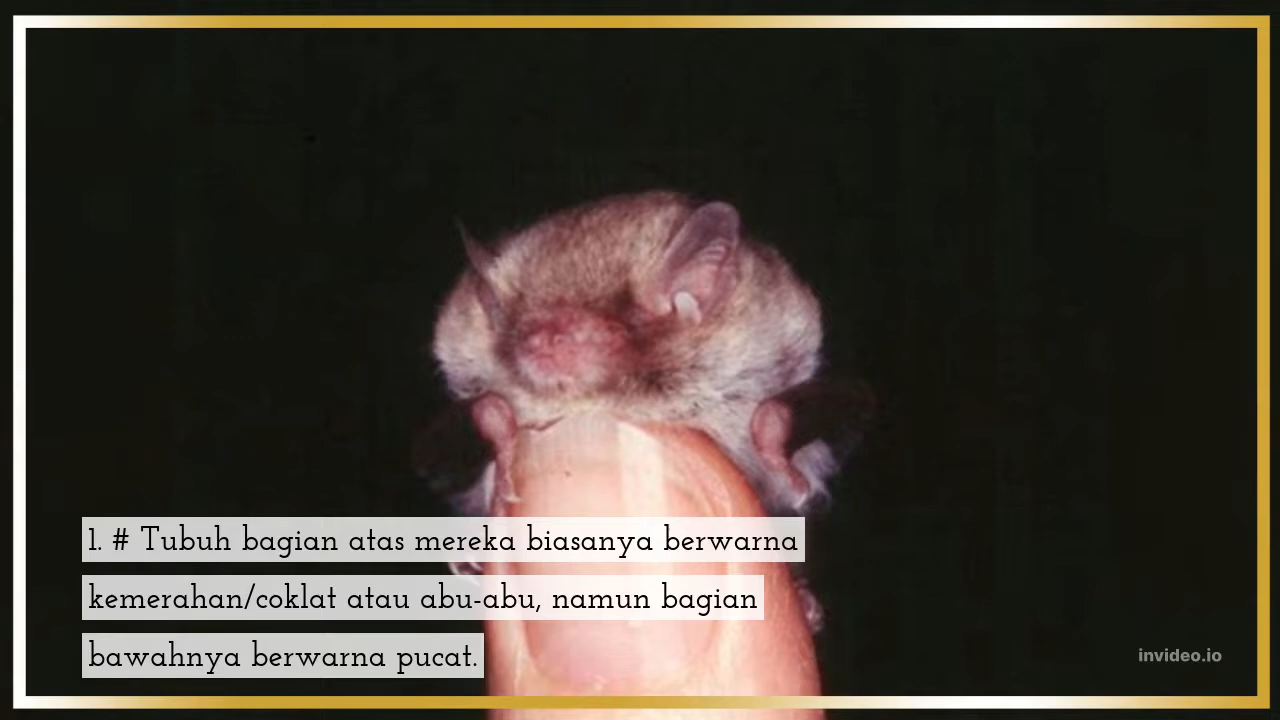 1. # Tubuh bagian atas mereka biasanya berwarna
kemerahan/coklat atau abu-abu, namun bagian
bawahnya berwarna pucat.
invideo.io